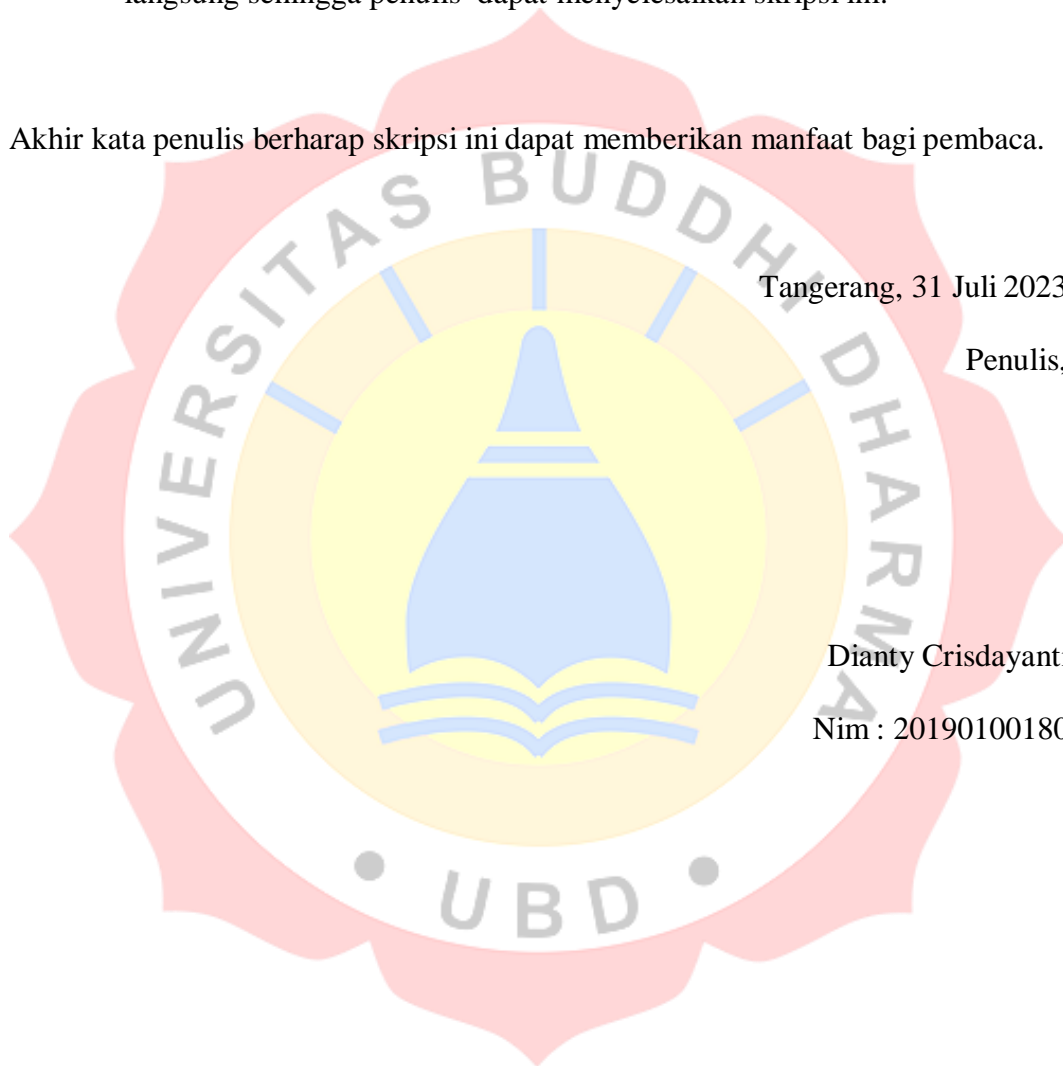 langsung sehingga penulis dapat menyelesaikan skripsi ini.
Akhir kata penulis berharap skripsi ini dapat memberikan manfaat bagi pembaca.
Tangerang, 31 Juli 2023
Penulis,
Dianty Crisdayanti
Nim : 20190100180
UNIVERSITAS BUDDHI DHARMA
• UBD •